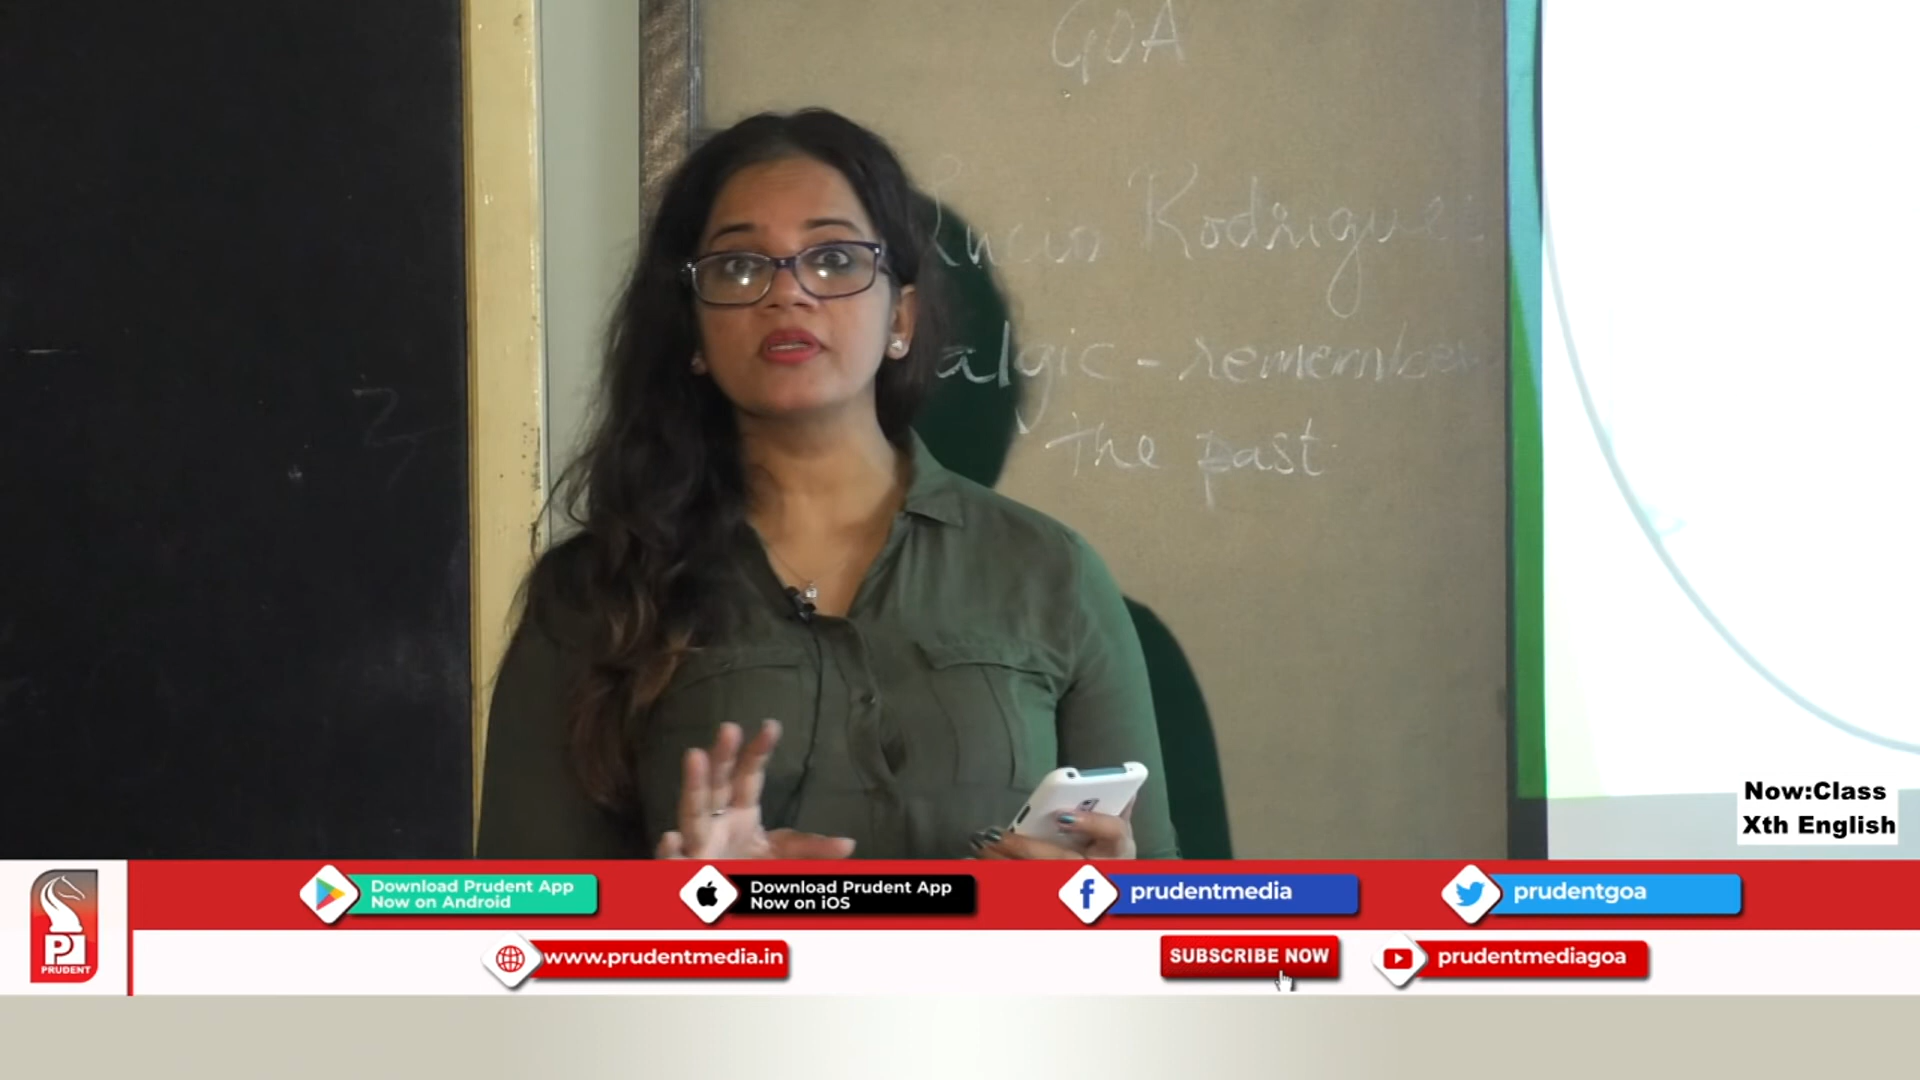 GOA
Rodrigues
algic - remember
the past
Now:Class
Xth English
Download Prudent App
Now on Android
Download Prudent App
Now on iOS
prudentmedia
prudentgoa
PRUDENT
www.prudentmedia.in
SUBSCRIBE NOW
prudentmediagoa